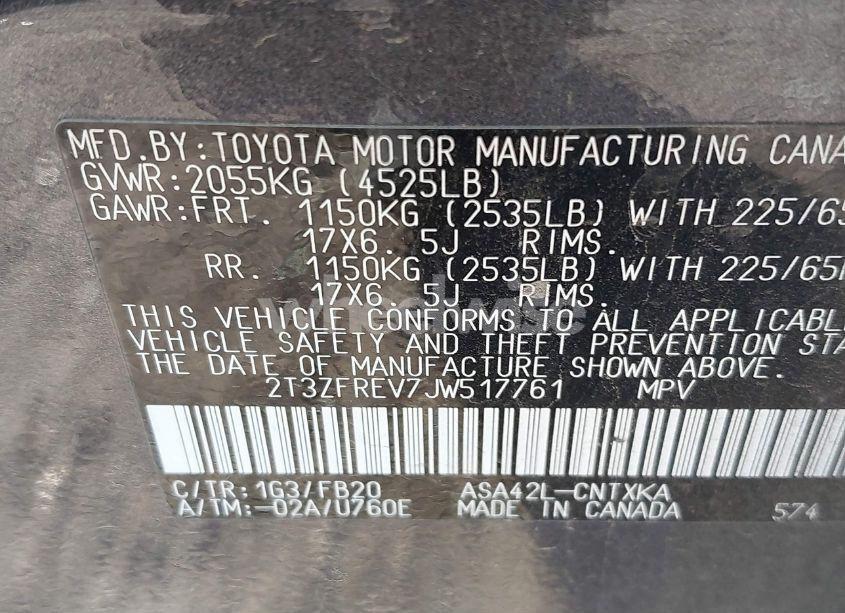 MFD.BY:TOYOTA MOTOR MANUFACTURING CANA
GVWR:2055KG (4525LB)
GAWR:FRT. 1150KG (2535LB) WITH 225/65
17X6. 5J RIMS.
RR. 1150KG (2535LB) WITH 225/65
17X6. 5J RIMS.
THIS VEHICLE CONFORMS TO ALL APPLICABL
VEHICLE SAFETY AND THEFT PREVENTION STA
THE DATE OF MANUFACTURE SHOWN ABOVE.
2T3ZFREV7JW517761 MPV
C/TR:1G3/FB20 ASA42L-CNTXKA
A/TM:-02A/U760E MADE IN CANADA 574